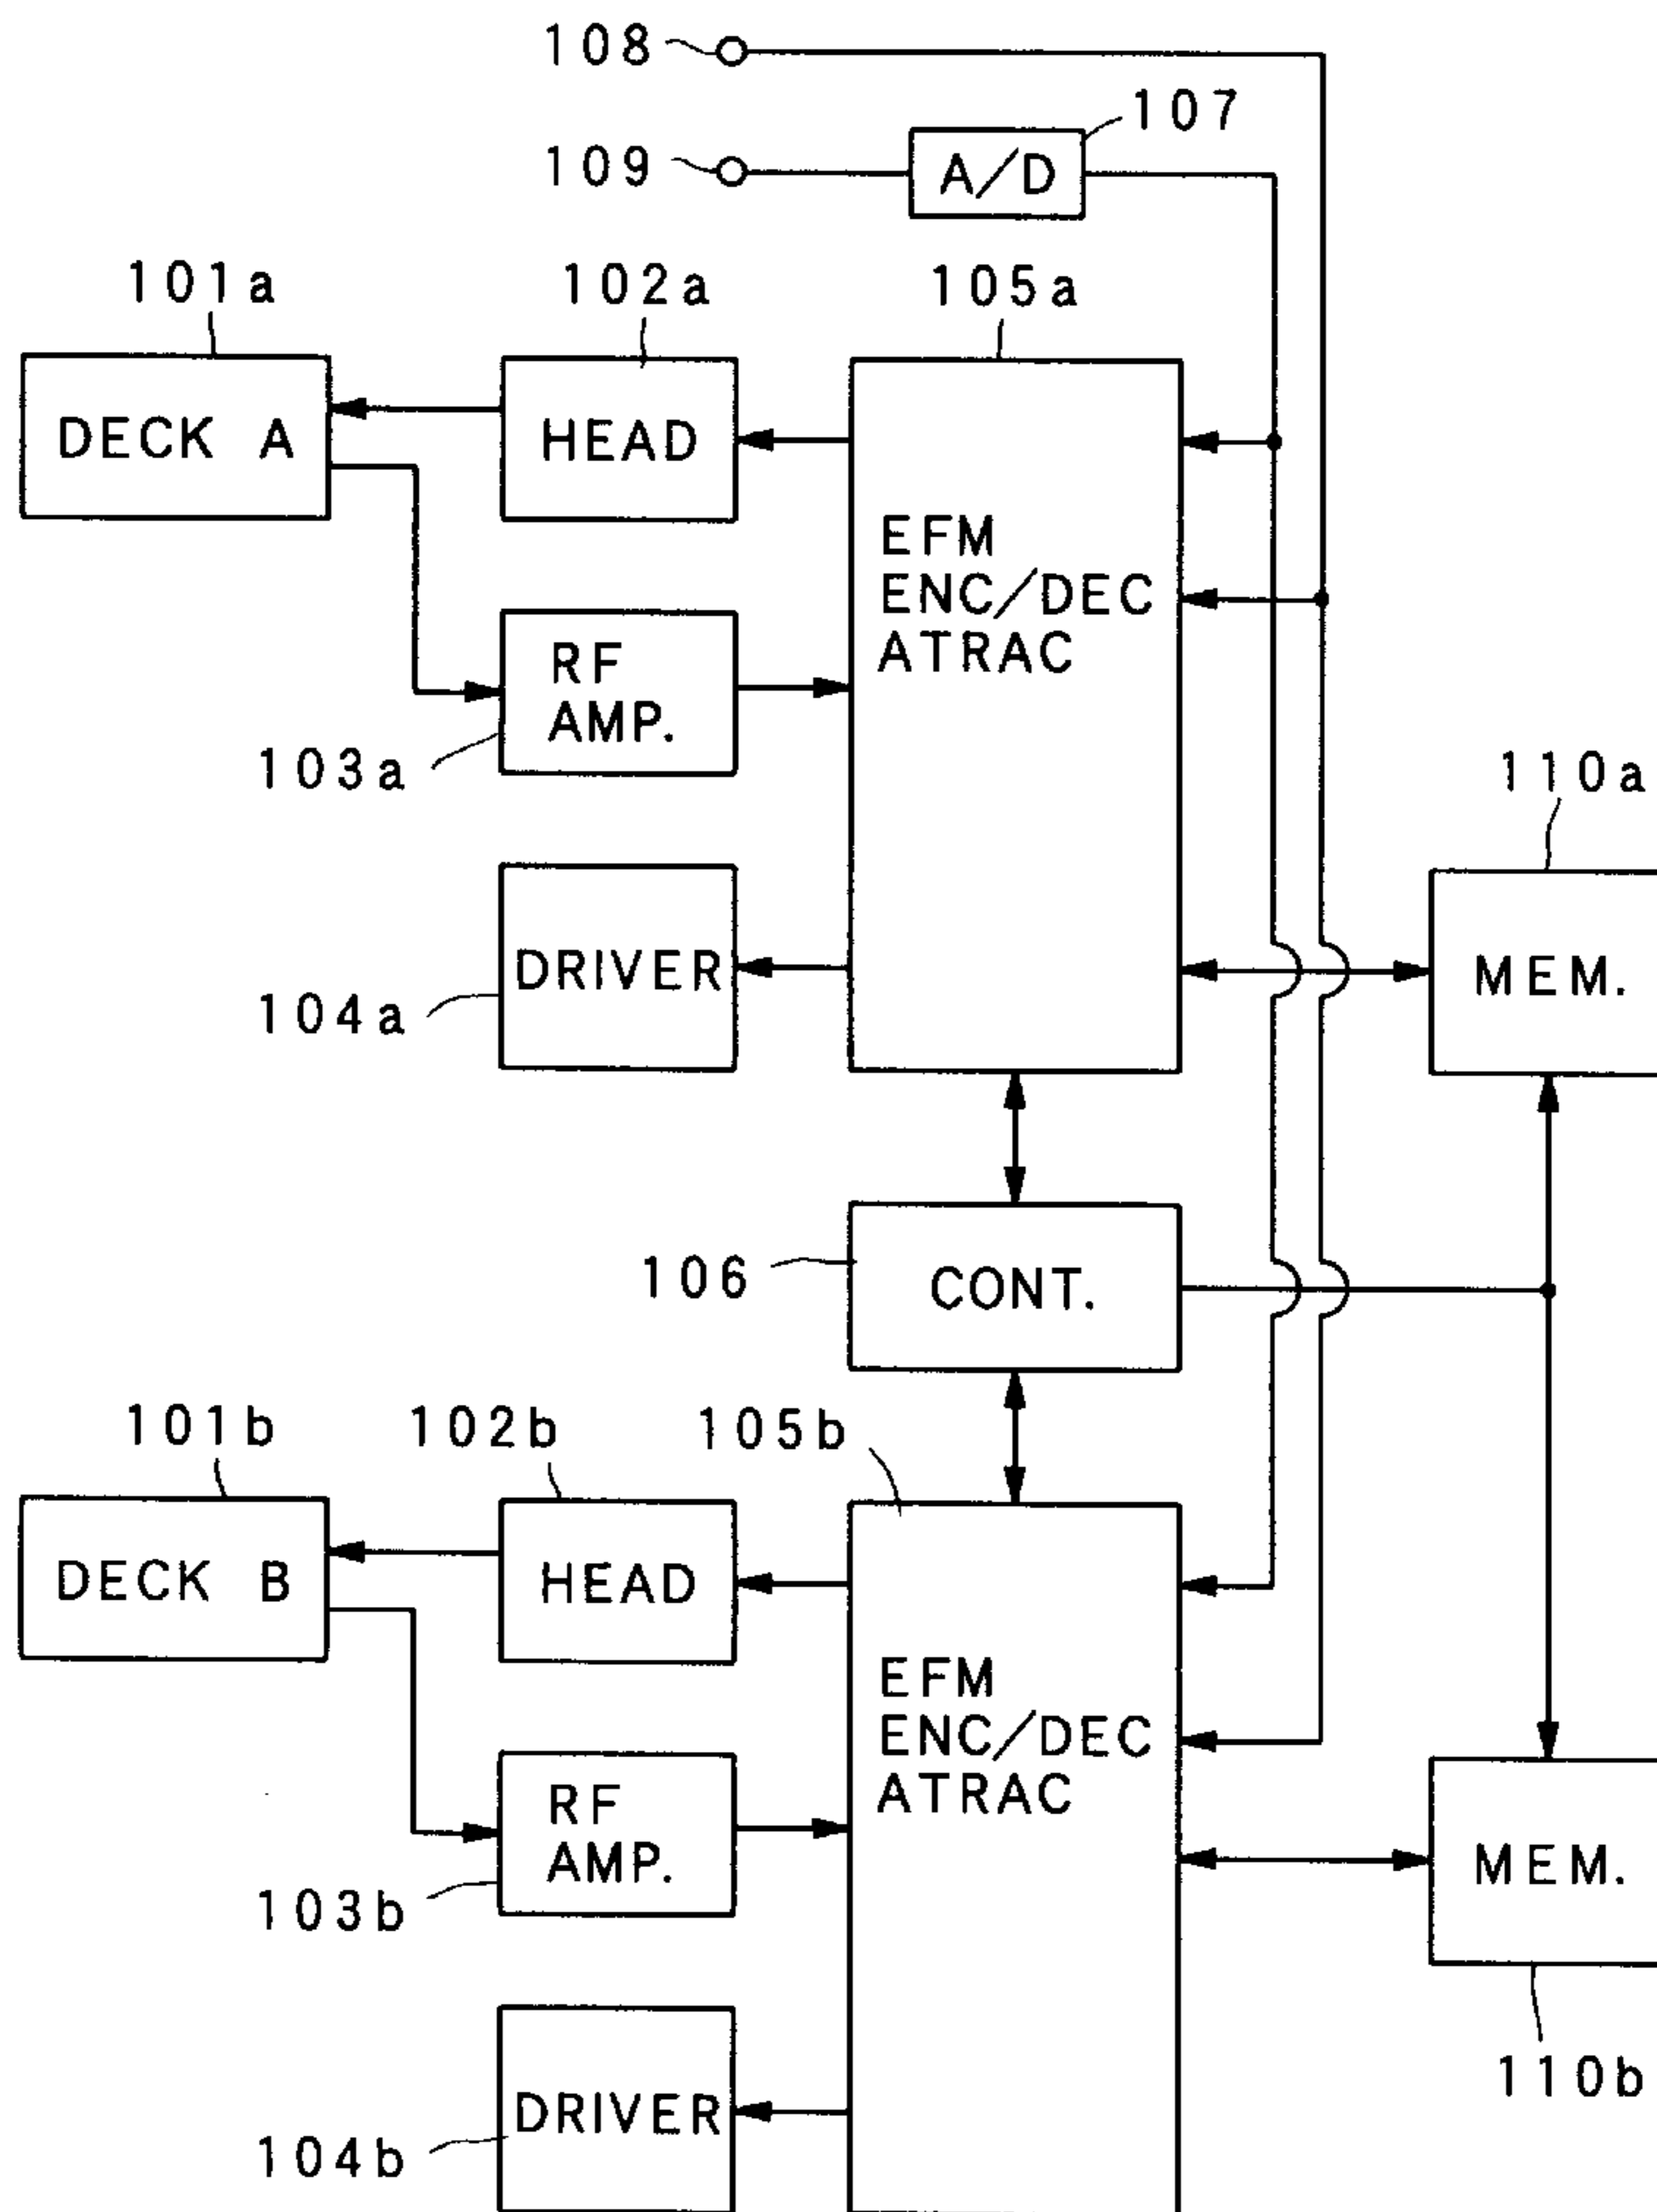 108
107
109
A/D
101a
102a
105a
DECK A
HEAD
EFM
ENC/DEC
ATRAC
RF
AMP.
103a
110a
DRIVER
MEM.
104a
106
CONT.
101b
102b
105b
DECK B
HEAD
EFM
ENC/DEC
ATRAC
RF
AMP.
MEM.
103b
110b
DRIVER
104b